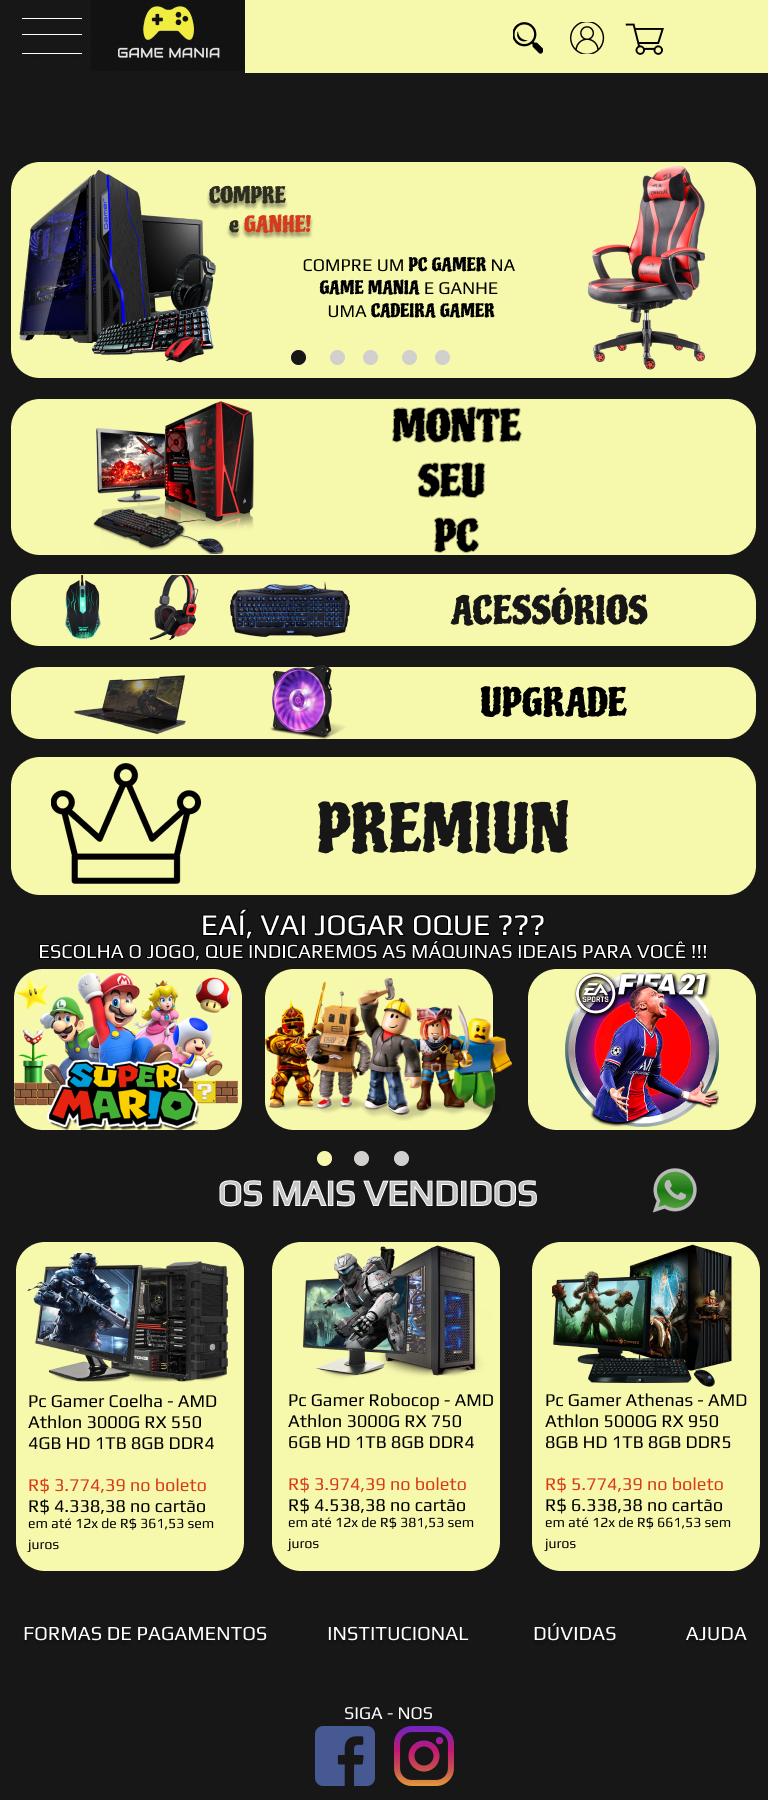 GAME MANIA
COMPRE
e GANHE!
COMPRE UM PC GAMER NA
GAME MANIA E GANHE
UMA CADEIRA GAMER
MONTE
SEU
PC
ACESSÓRIOS
UPGRADE
PREMIUN
EAÍ, VAI JOGAR OQUE ???
ESCOLHA O JOGO, QUE INDICAREMOS AS MÁQUINAS IDEAIS PARA VOCÊ !!!
SUPER
MARIO
EA
SPORTS
FIFA 21
OS MAIS VENDIDOS
Pc Gamer Coelha - AMD
Athlon 3000G RX 550
4GB HD 1TB 8GB DDR4
R$ 3.774,39 no boleto
R$ 4.338,38 no cartão
em até 12x de R$ 361,53 sem
juros
Pc Gamer Robocop - AMD
Athlon 3000G RX 750
6GB HD 1TB 8GB DDR4
R$ 3.974,39 no boleto
R$ 4.538,38 no cartão
em até 12x de R$ 381,53 sem
juros
Pc Gamer Athenas - AMD
Athlon 5000G RX 950
8GB HD 1TB 8GB DDR5
R$ 5.774,39 no boleto
R$ 6.338,38 no cartão
em até 12x de R$ 661,53 sem
juros
FORMAS DE PAGAMENTOS
INSTITUCIONAL
DÚVIDAS
AJUDA
SIGA - NOS